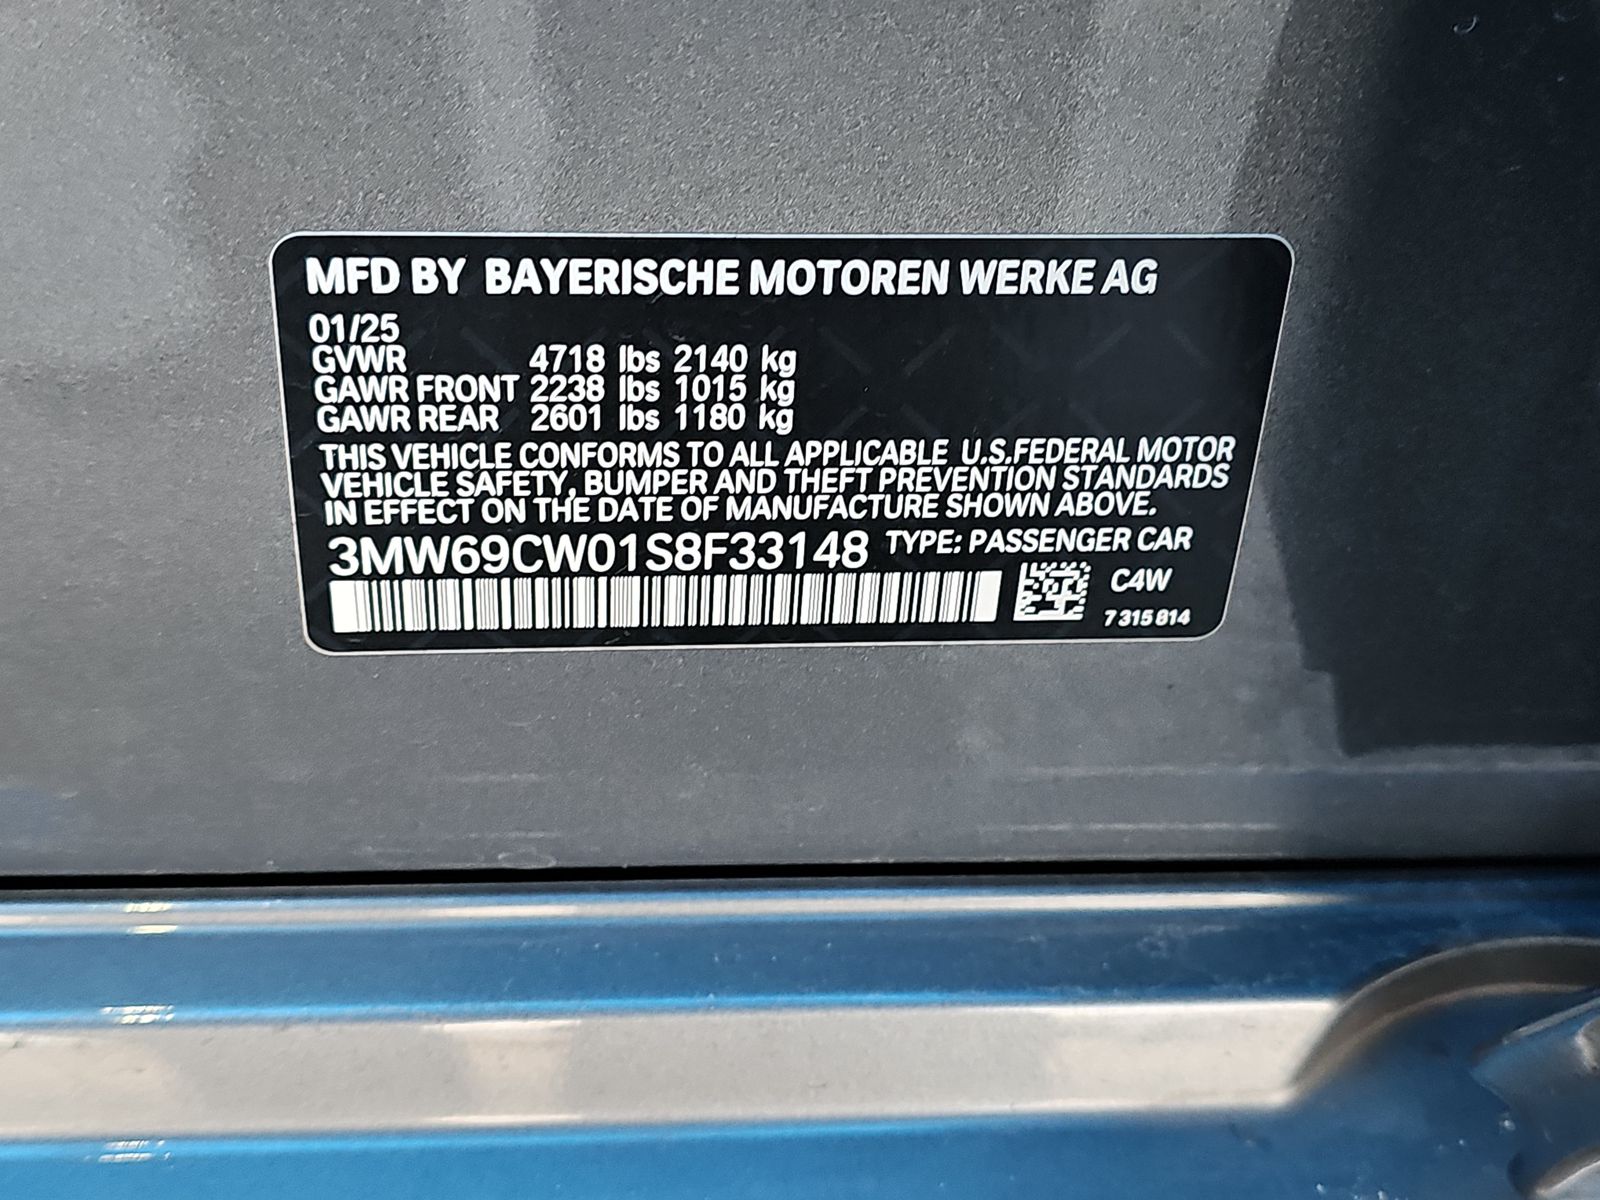 MFD BY BAYERISCHE MOTOREN WERKE AG
01/25
GVWR 4718 lbs 2140 kg
GAWR FRONT 2238 lbs 1015 kg
GAWR REAR 2601 lbs 1180 kg
THIS VEHICLE CONFORMS TO ALL APPLICABLE U.S.FEDERAL MOTOR
VEHICLE SAFETY, BUMPER AND THEFT PREVENTION STANDARDS
IN EFFECT ON THE DATE OF MANUFACTURE SHOWN ABOVE.
3MW69CW01S8F33148 TYPE: PASSENGER CAR
C4W
7 315 814